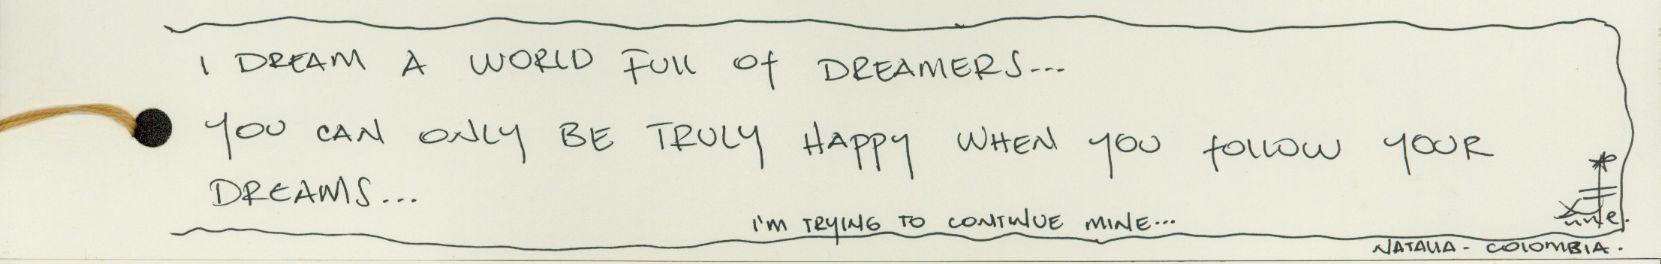 I DREAM A WORLD FULL OF DREAMERS...
YOU CAN ONLY BE TRULY HAPPY WHEN YOU FOLLOW YOUR
DREAMS...
I'M TRYING TO CONTINUE MINE...
NATALIA - COLOMBIA.